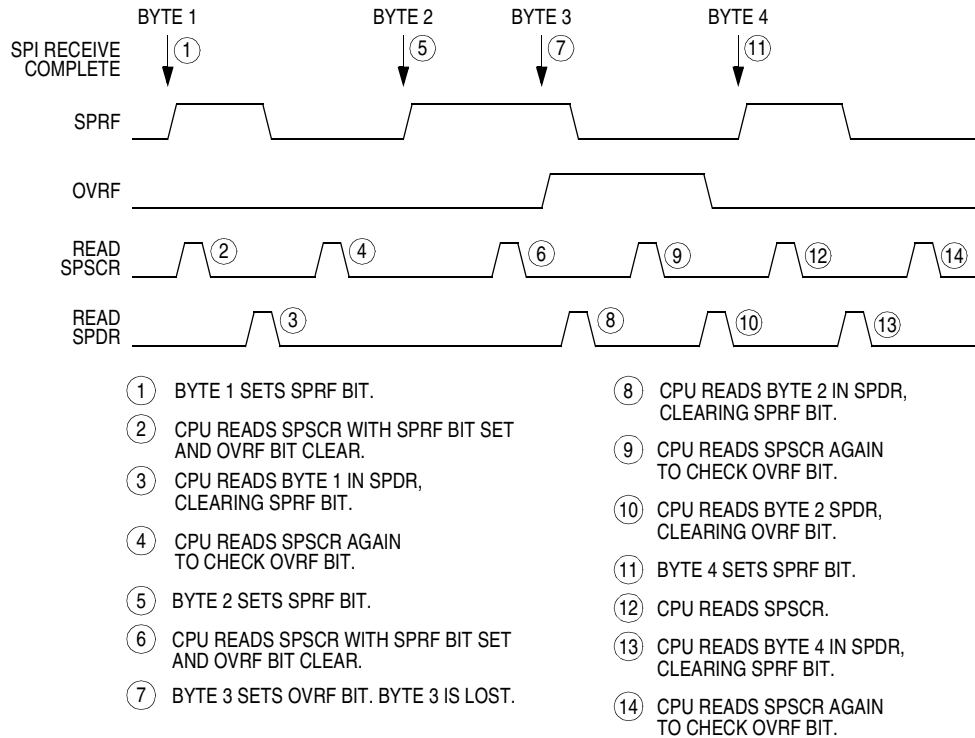 BYTE 1 BYTE 2 BYTE 3 BYTE 4
SPI RECEIVE
COMPLETE
1 5 7 11
SPRF
OVRF
READ
SPSCR
2 4 6 9 12 14
READ
SPDR
3 8 10 13
1 BYTE 1 SETS SPRF BIT.
2 CPU READS SPSCR WITH SPRF BIT SET
AND OVRF BIT CLEAR.
3 CPU READS BYTE 1 IN SPDR,
CLEARING SPRF BIT.
4 CPU READS SPSCR AGAIN
TO CHECK OVRF BIT.
5 BYTE 2 SETS SPRF BIT.
6 CPU READS SPSCR WITH SPRF BIT SET
AND OVRF BIT CLEAR.
7 BYTE 3 SETS OVRF BIT. BYTE 3 IS LOST.
8 CPU READS BYTE 2 IN SPDR,
CLEARING SPRF BIT.
9 CPU READS SPSCR AGAIN
TO CHECK OVRF BIT.
10 CPU READS BYTE 2 SPDR,
CLEARING OVRF BIT.
11 BYTE 4 SETS SPRF BIT.
12 CPU READS SPSCR.
13 CPU READS BYTE 4 IN SPDR,
CLEARING SPRF BIT.
14 CPU READS SPSCR AGAIN
TO CHECK OVRF BIT.